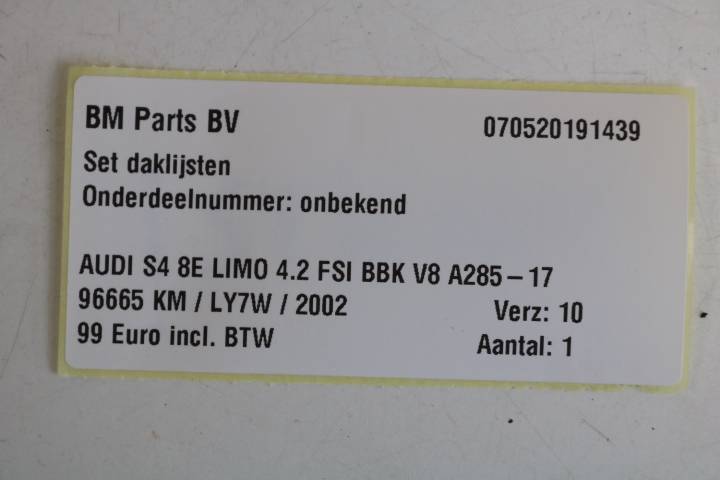 BM Parts BV 070520191439
Set daklijsten
Onderdeelnummer: onbekend
AUDI S4 8E LIMO 4.2 FSI BBK V8 A285-17
96665 KM / LY7W / 2002 Verz: 10
99 Euro incl. BTW Aantal: 1